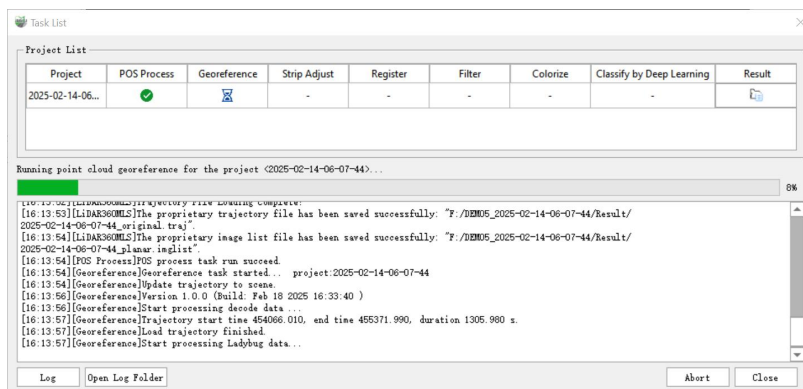 Task List
Project List
Project POS Process Georeference Strip Adjust Register Filter Colorize Classify by Deep Learning Result
2025-02-14-06... - - - - -
Running point cloud georeference for the project <2025-02-14-06-07-44>...
8%
[16:13:52][LiDAR360MLS]Trajectory File Loading Complete!
[16:13:53][LiDAR360MLS]The proprietary trajectory file has been saved successfully: "F:/DEMO5_2025-02-14-06-07-44/Result/
2025-02-14-06-07-44_original.traj".
[16:13:54][LiDAR360MLS]The proprietary image list file has been saved successfully: "F:/DEMO5_2025-02-14-06-07-44/Result/
2025-02-14-06-07-44_planar.imglist".
[16:13:54][POS Process]POS process task run succeed.
[16:13:54][Georeference]Georeference task started... project:2025-02-14-06-07-44
[16:13:54][Georeference]Update trajectory to scene.
[16:13:56][Georeference]Version 1.0.0 (Build: Feb 18 2025 16:33:40 )
[16:13:56][Georeference]Start processing decode data ...
[16:13:57][Georeference]Trajectory start time 454066.010, end time 455371.990, duration 1305.980 s.
[16:13:57][Georeference]Load trajectory finished.
[16:13:57][Georeference]Start processing Ladybug data...
Log Open Log Folder Abort Close